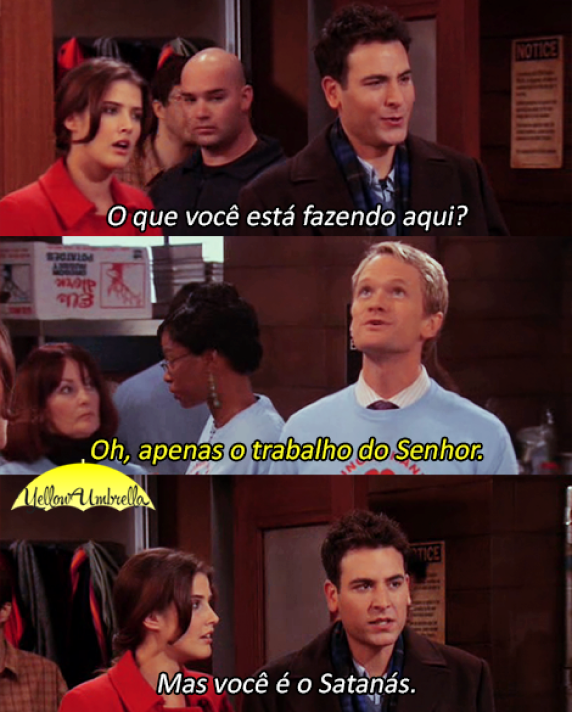 NOTICE
O que você está fazendo aqui?
Oh, apenas o trabalho do Senhor.
YellowUmbrella
NOTICE
Mas você é o Satanás.